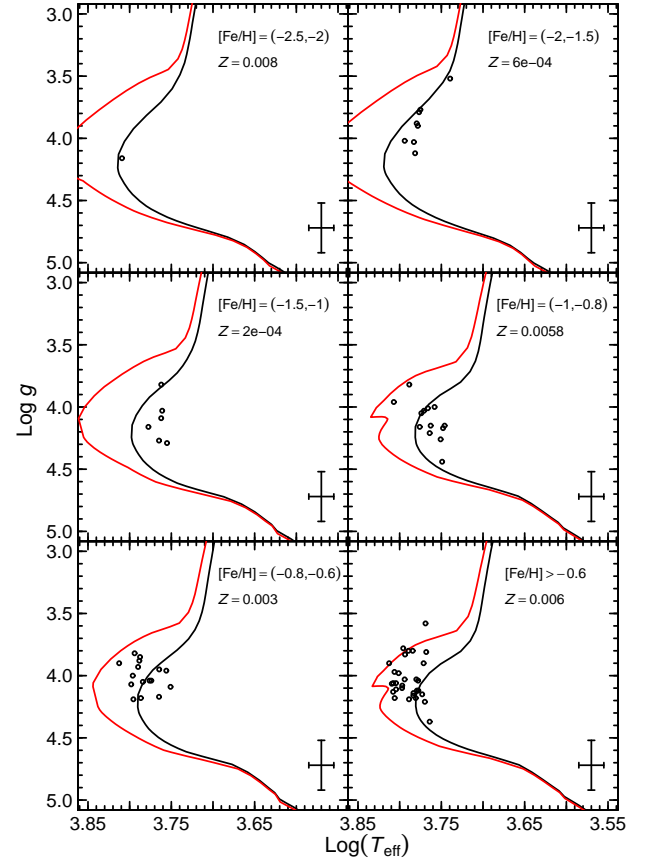 3.0
3.5
4.0
4.5
5.0
[Fe/H]=(−2.5,−2)
Z=0.008
[Fe/H]=(−2,−1.5)
Z=6e−04
3.0
3.5
4.0
4.5
5.0
Log g
[Fe/H]=(−1.5,−1)
Z=2e−04
[Fe/H]=(−1,−0.8)
Z=0.0058
3.0
3.5
4.0
4.5
5.0
[Fe/H]=(−0.8,−0.6)
Z=0.003
[Fe/H]>−0.6
Z=0.006
3.85 3.75 3.65 3.85 3.75 3.65 3.55
Log(Teff)